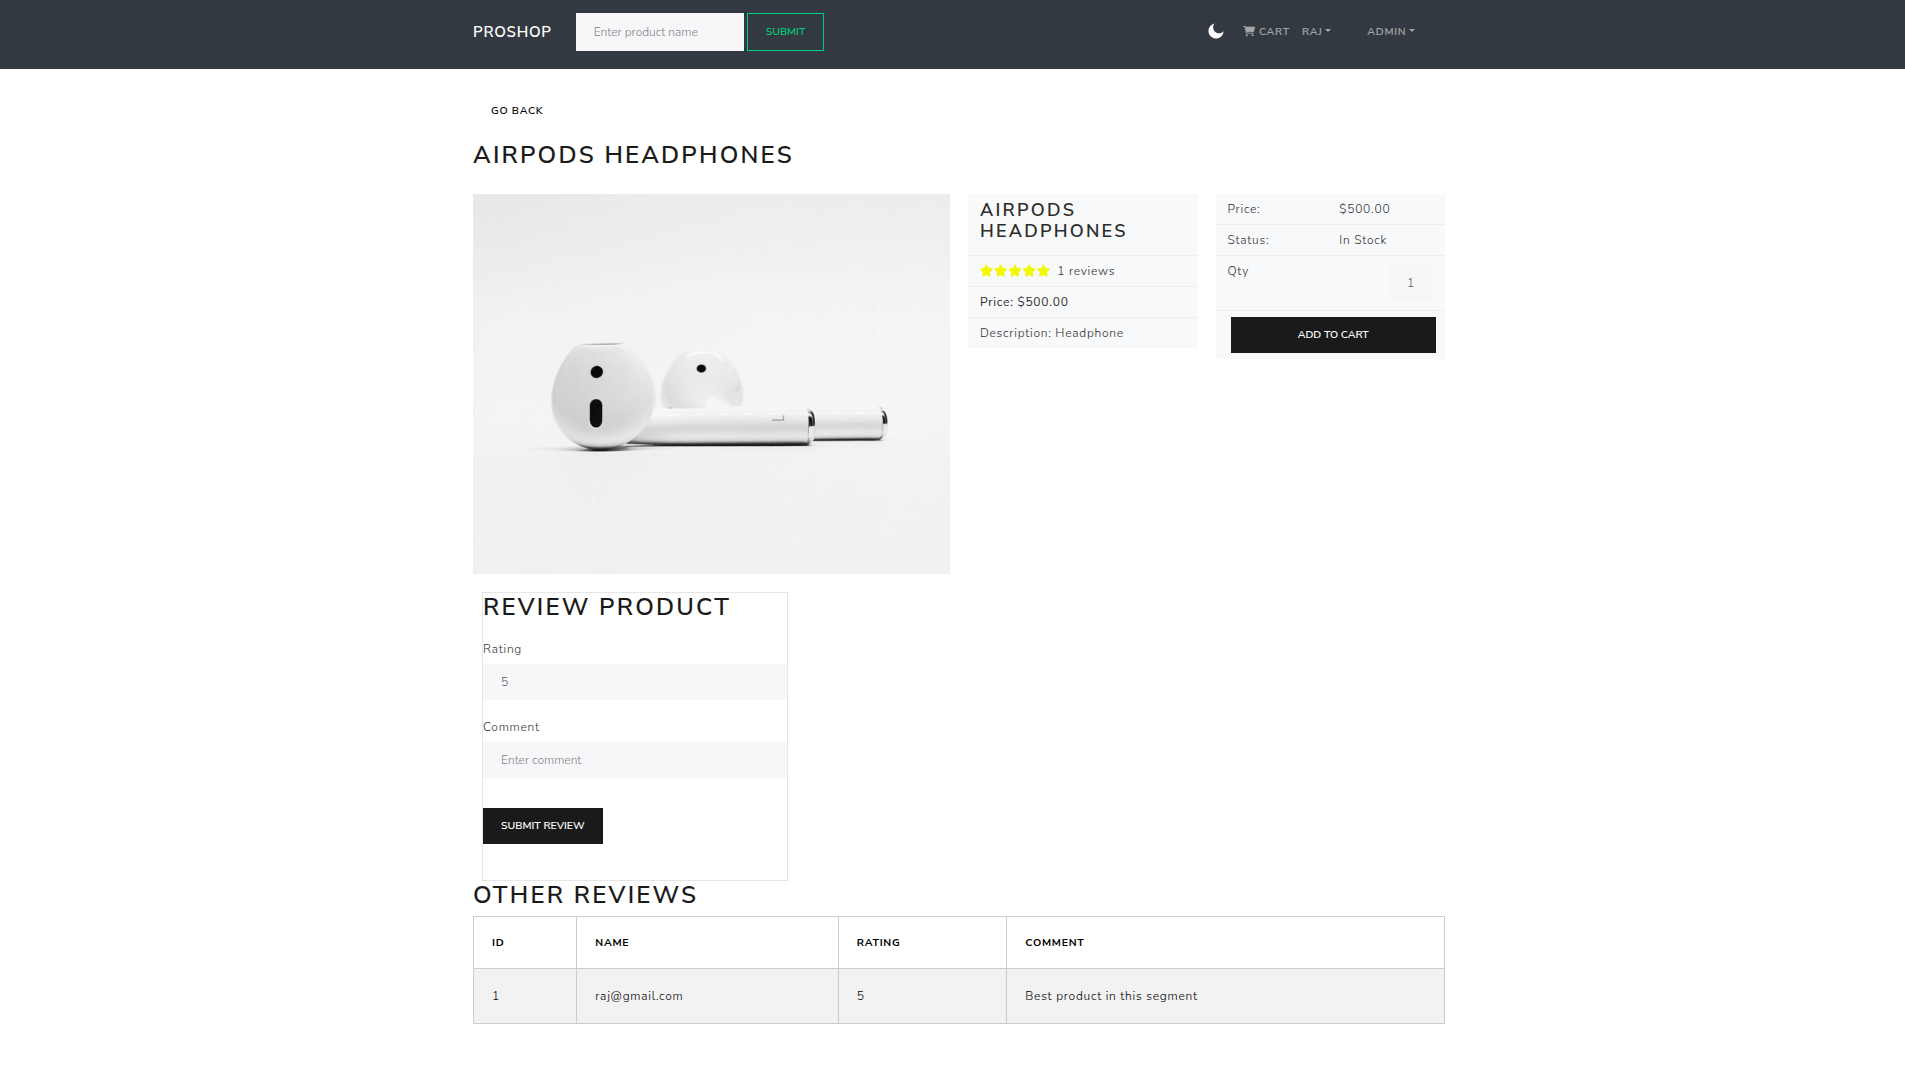 PROSHOP
Enter product name
SUBMIT
CART
RAJ
ADMIN
GO BACK
AIRPODS HEADPHONES
L
AIRPODS
HEADPHONES
1 reviews
Price: $500.00
Description: Headphone
Price: $500.00
Status: In Stock
Qty 1
ADD TO CART
REVIEW PRODUCT
Rating
5
Comment
Enter comment
SUBMIT REVIEW
OTHER REVIEWS
ID NAME RATING COMMENT
1 raj@gmail.com 5 Best product in this segment